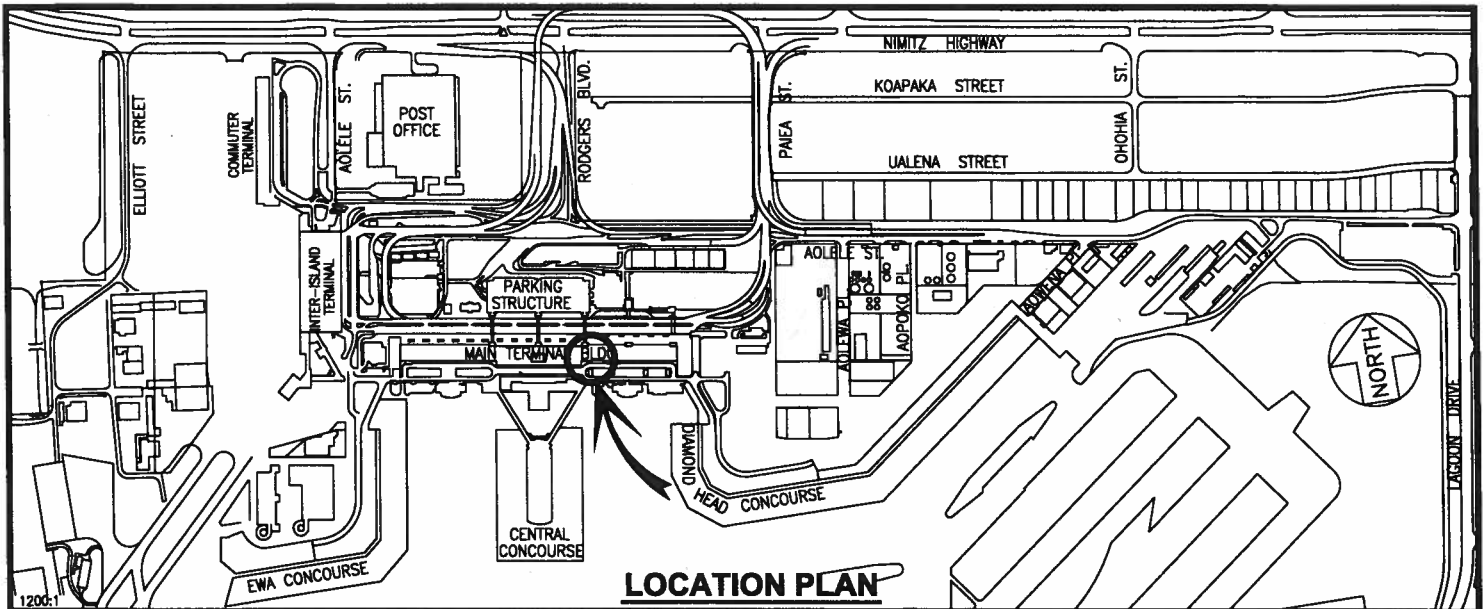 NIMITZ HIGHWAY
KOAPAKA STREET
UALENA STREET
ELLIOTT STREET
COMMUTER
TERMINAL
AOLELE ST.
POST
OFFICE
RODGERS BLVD.
PAIEA ST.
OHOHIA ST.
INTER-ISLAND
TERMINAL
PARKING
STRUCTURE
AOLELE ST.
AOLEWA PL.
AOPOKO PL.
AOWENA PL.
MAIN TERMINAL BLDG
NORTH
LAGOON DRIVE
DIAMOND HEAD CONCOURSE
CENTRAL
CONCOURSE
EWA CONCOURSE
LOCATION PLAN
1200:1